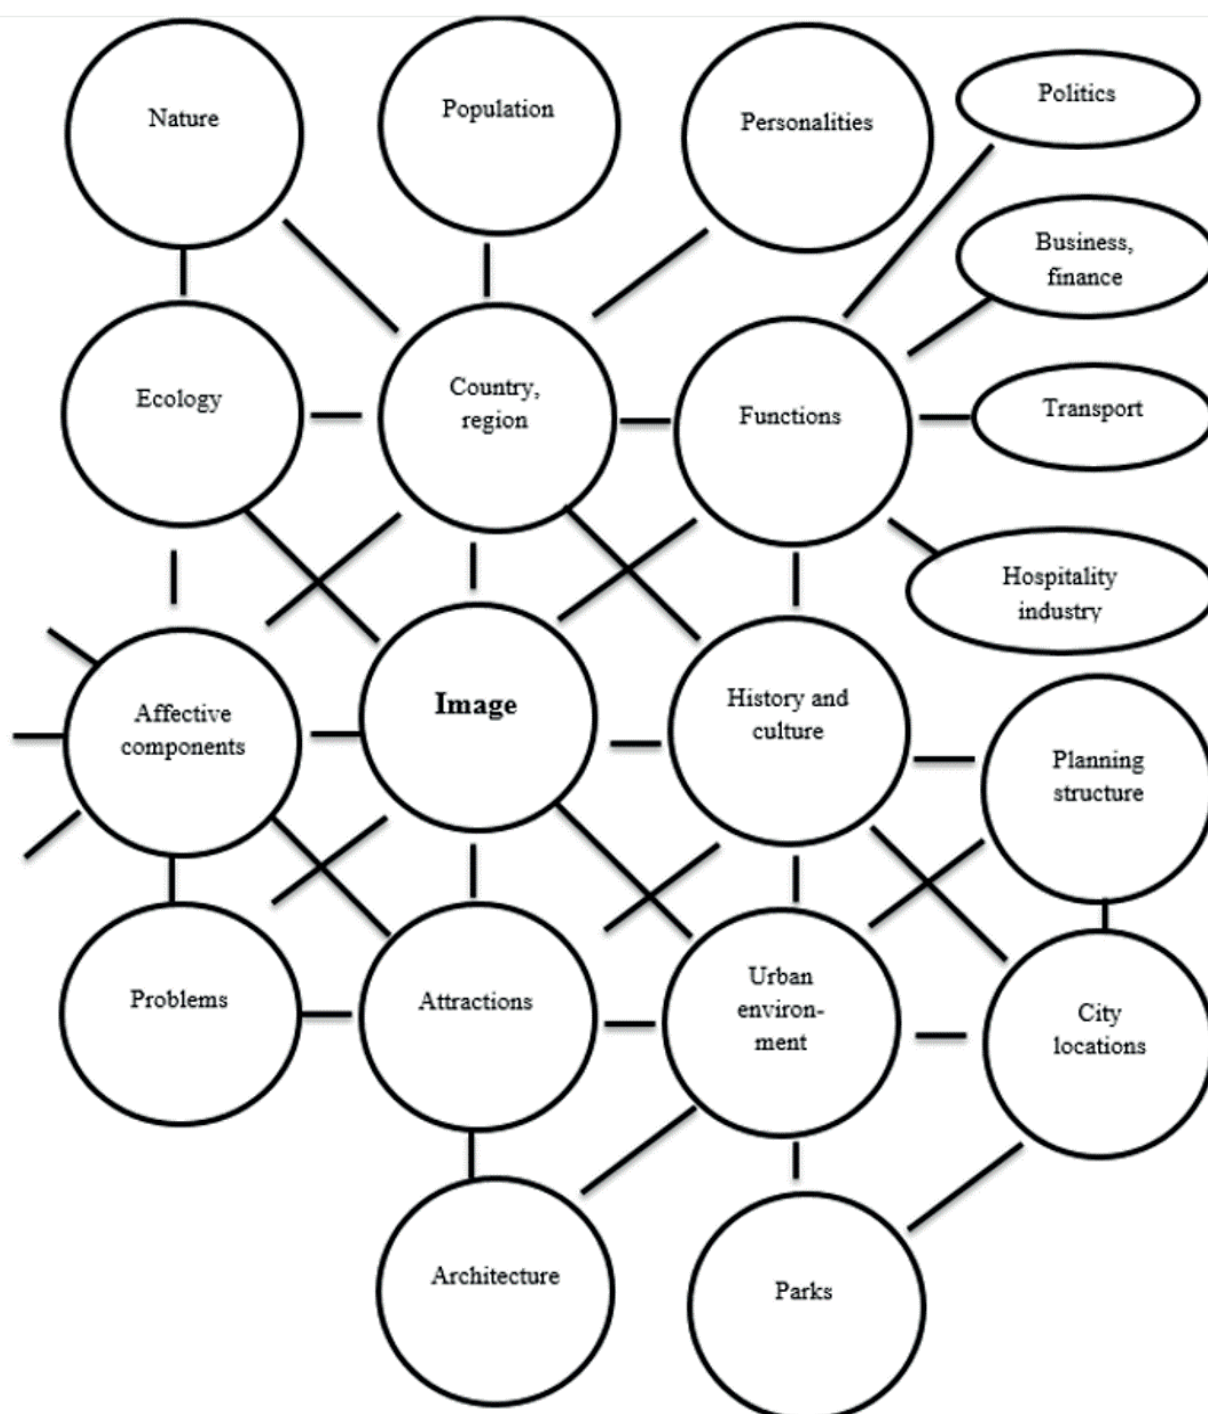 Nature
Population
Personalities
Politics
Business,
finance
Ecology
Country,
region
Functions
Transport
Hospitality
industry
Affective
components
Image
History and
culture
Planning
structure
Problems
Attractions
Urban
environ-
ment
City
locations
Architecture
Parks